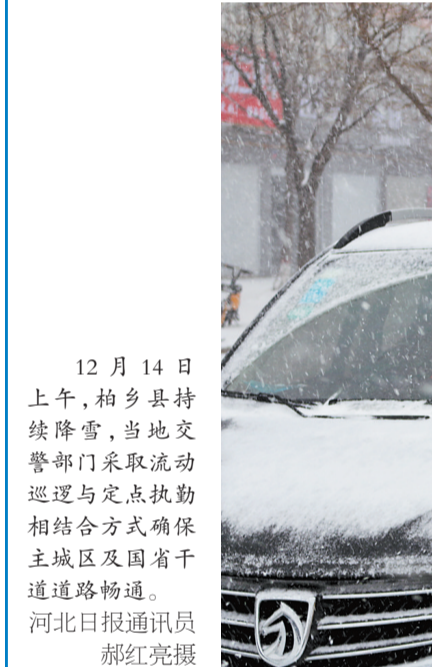 12 月 14 日
上午，柏乡县持
续降雪，当地交
警部门采取流动
巡逻与定点执勤
相结合方式确保
主城区及国省干
道道路畅通。
河北日报通讯员
郝红亮摄